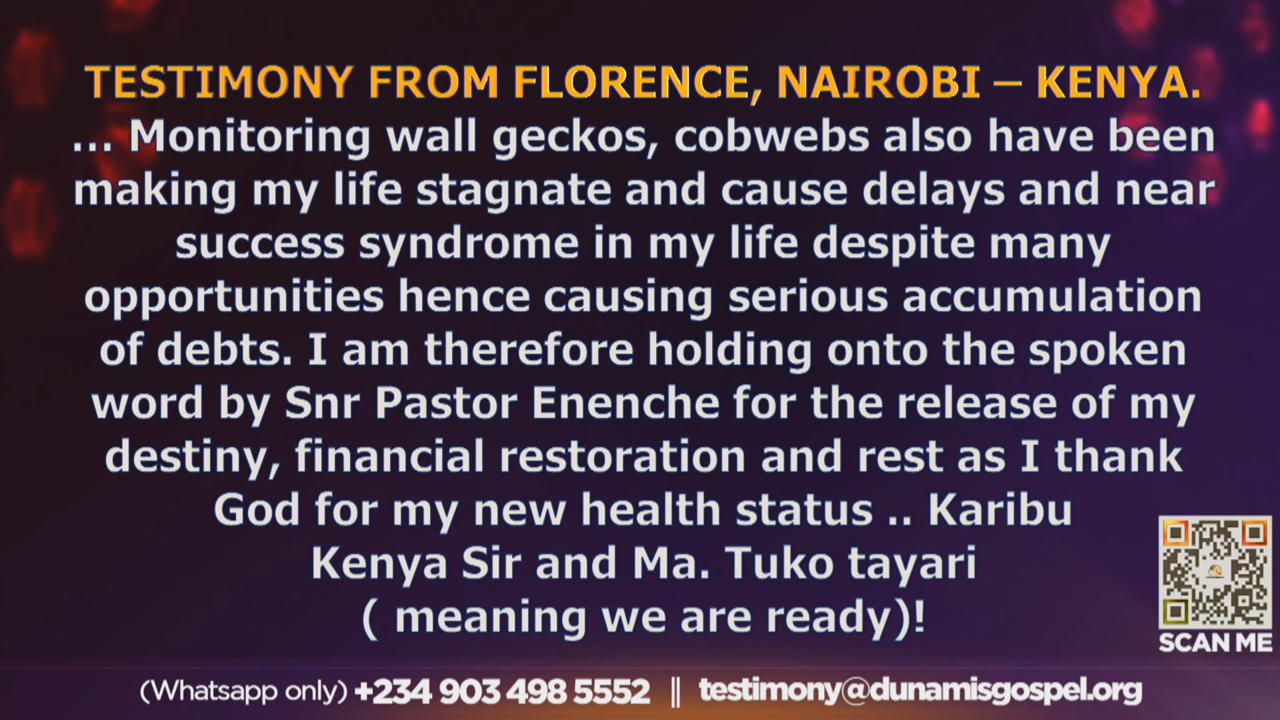 TESTIMONY FROM FLORENCE, NAIROBI – KENYA.
... Monitoring wall geckos, cobwebs also have been
making my life stagnate and cause delays and near
success syndrome in my life despite many
opportunities hence causing serious accumulation
of debts. I am therefore holding onto the spoken
word by Snr Pastor Enenche for the release of my
destiny, financial restoration and rest as I thank
God for my new health status .. Karibu
Kenya Sir and Ma. Tuko tayari
( meaning we are ready)!
SCAN ME
(Whatsapp only) +234 903 498 5552 || testimony@dunamisgospel.org